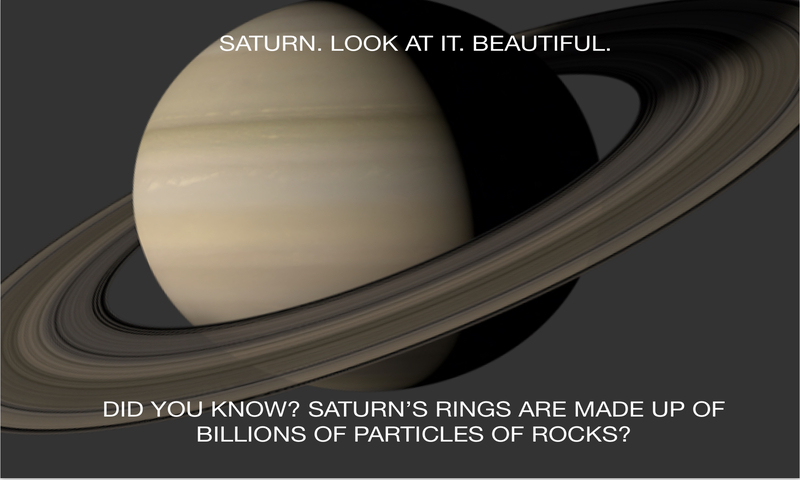 SATURN. LOOK AT IT. BEAUTIFUL.
DID YOU KNOW? SATURN’S RINGS ARE MADE UP OF
BILLIONS OF PARTICLES OF ROCKS?